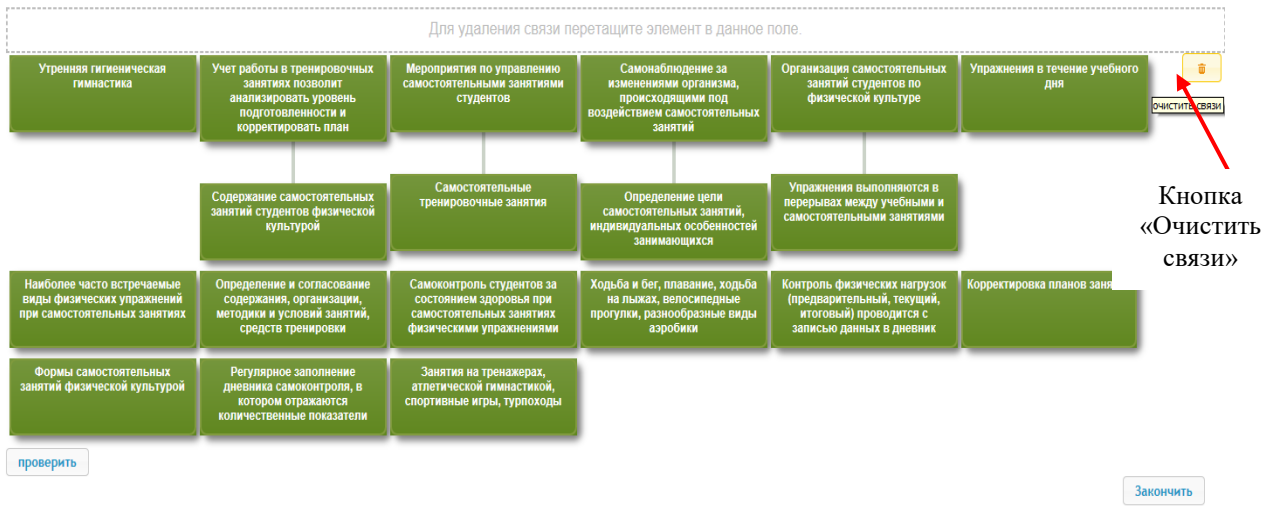 Для удаления связи перетащите элемент в данное поле.
Утренняя гигиеническая
гимнастика
Учет работы в тренировочных
занятиях позволит
анализировать уровень
подготовленности и
корректировать план
Мероприятия по управлению
самостоятельными занятиями
студентов
Самонаблюдение за
изменениями организма,
происходящими под
воздействием самостоятельных
занятий
Организация самостоятельных
занятий студентов по
физической культуре
Упражнения в течение учебного
дня
очистить связи
Кнопка
«Очистить
связи»
Содержание самостоятельных
занятий студентов физической
культурой
Самостоятельные
тренировочные занятия
Определение цели
самостоятельных занятий,
индивидуальных особенностей
занимающихся
Упражнения выполняются в
перерывах между учебными и
самостоятельными занятиями
Наиболее часто встречаемые
виды физических упражнений
при самостоятельных занятиях
Определение и согласование
содержания, организации,
методики и условий занятий,
средств тренировки
Самоконтроль студентов за
состоянием здоровья при
самостоятельных занятиях
физическими упражнениями
Ходьба и бег, плавание, ходьба
на лыжах, велосипедные
прогулки, разнообразные виды
аэробики
Контроль физических нагрузок
(предварительный, текущий,
итоговый) проводится с
записью данных в дневник
Корректировка планов
Формы самостоятельных
занятий физической культурой
Регулярное заполнение
дневника самоконтроля, в
котором отражаются
количественные показатели
Занятия на тренажерах,
атлетической гимнастикой,
спортивные игры, турпоходы
проверить
Закончить